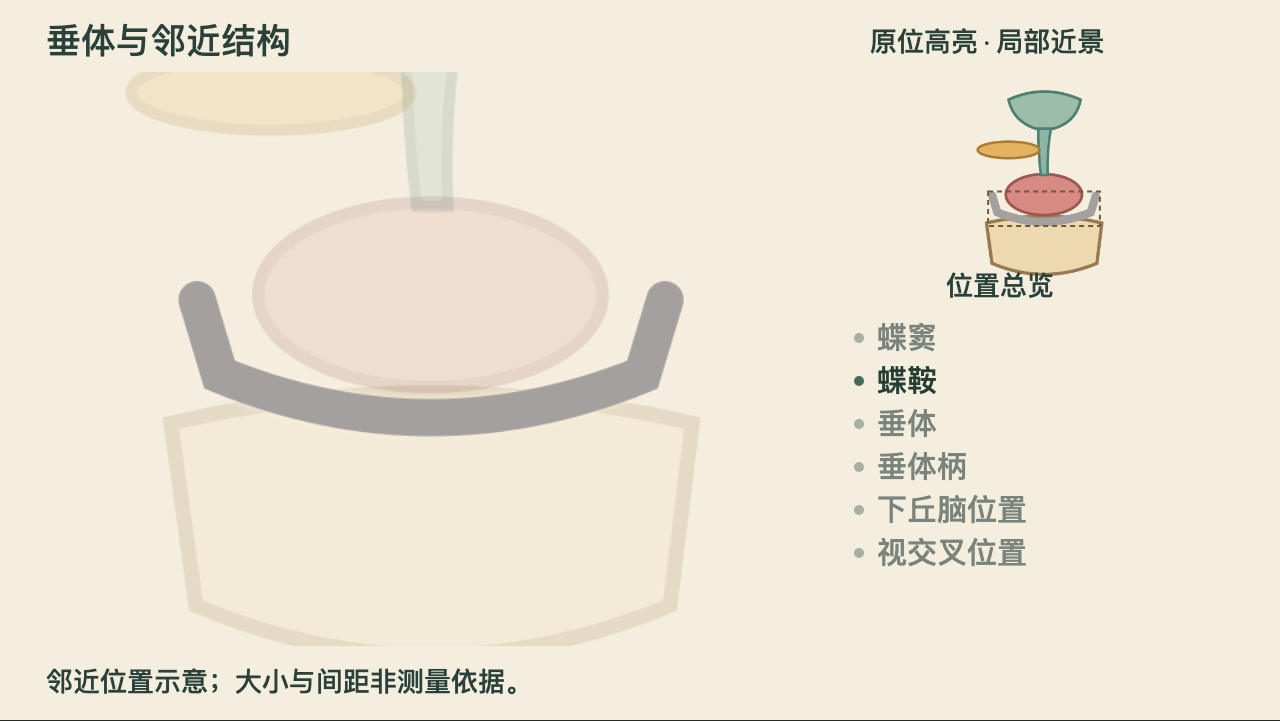 垂体与邻近结构
原位高亮 · 局部近景
位置总览
蝶窦
蝶鞍
垂体
垂体柄
下丘脑位置
视交叉位置
邻近位置示意；大小与间距非测量依据。